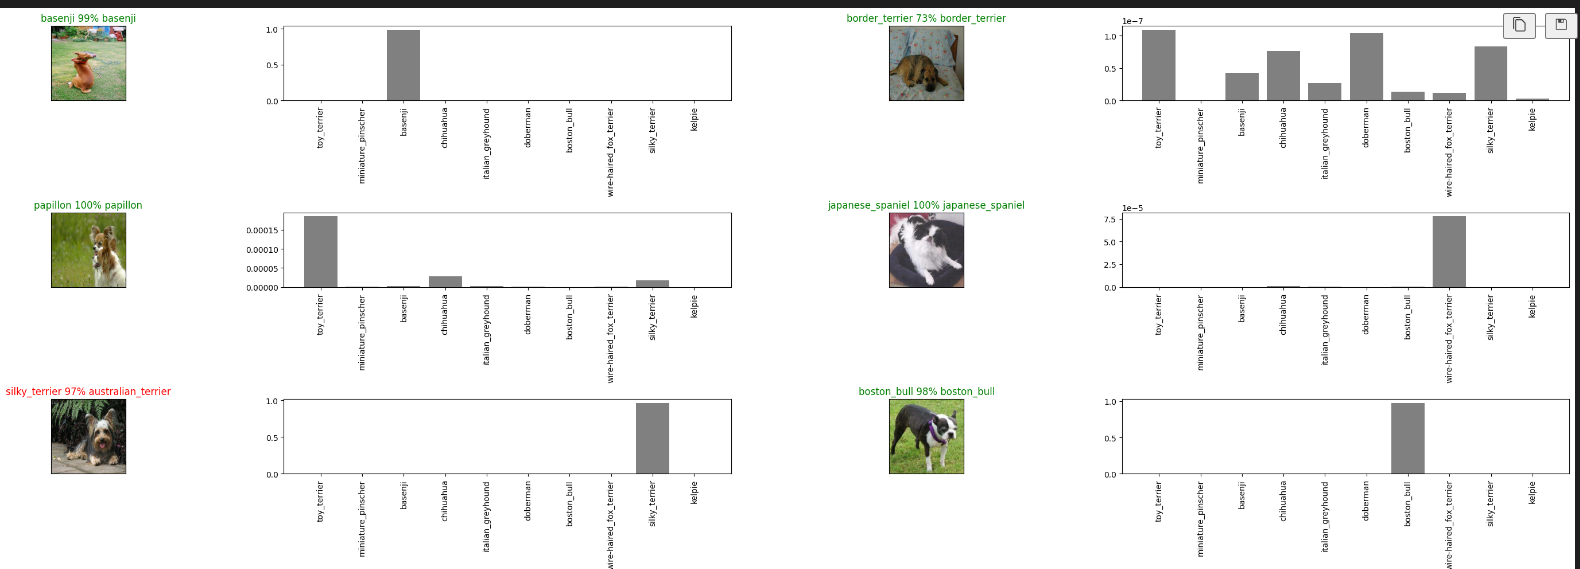 basenji 99% basenji
1.0
0.5
0.0
toy_terrier
miniature_pinscher
basenji
chihuahua
italian_greyhound
doberman
boston_bull
wire-haired_fox_terrier
silky_terrier
kelpie
border_terrier 73% border_terrier
1e−7
1.0
0.5
0.0
toy_terrier
miniature_pinscher
basenji
chihuahua
italian_greyhound
doberman
boston_bull
wire-haired_fox_terrier
silky_terrier
kelpie
papillon 100% papillon
0.00015
0.00010
0.00005
0.00000
toy_terrier
miniature_pinscher
basenji
chihuahua
italian_greyhound
doberman
boston_bull
wire-haired_fox_terrier
silky_terrier
kelpie
japanese_spaniel 100% japanese_spaniel
1e−5
7.5
5.0
2.5
0.0
toy_terrier
miniature_pinscher
basenji
chihuahua
italian_greyhound
doberman
boston_bull
wire-haired_fox_terrier
silky_terrier
kelpie
silky_terrier 97% australian_terrier
1.0
0.5
0.0
toy_terrier
miniature_pinscher
basenji
chihuahua
italian_greyhound
doberman
boston_bull
wire-haired_fox_terrier
silky_terrier
kelpie
boston_bull 98% boston_bull
1.0
0.5
0.0
toy_terrier
miniature_pinscher
basenji
chihuahua
italian_greyhound
doberman
boston_bull
wire-haired_fox_terrier
silky_terrier
kelpie